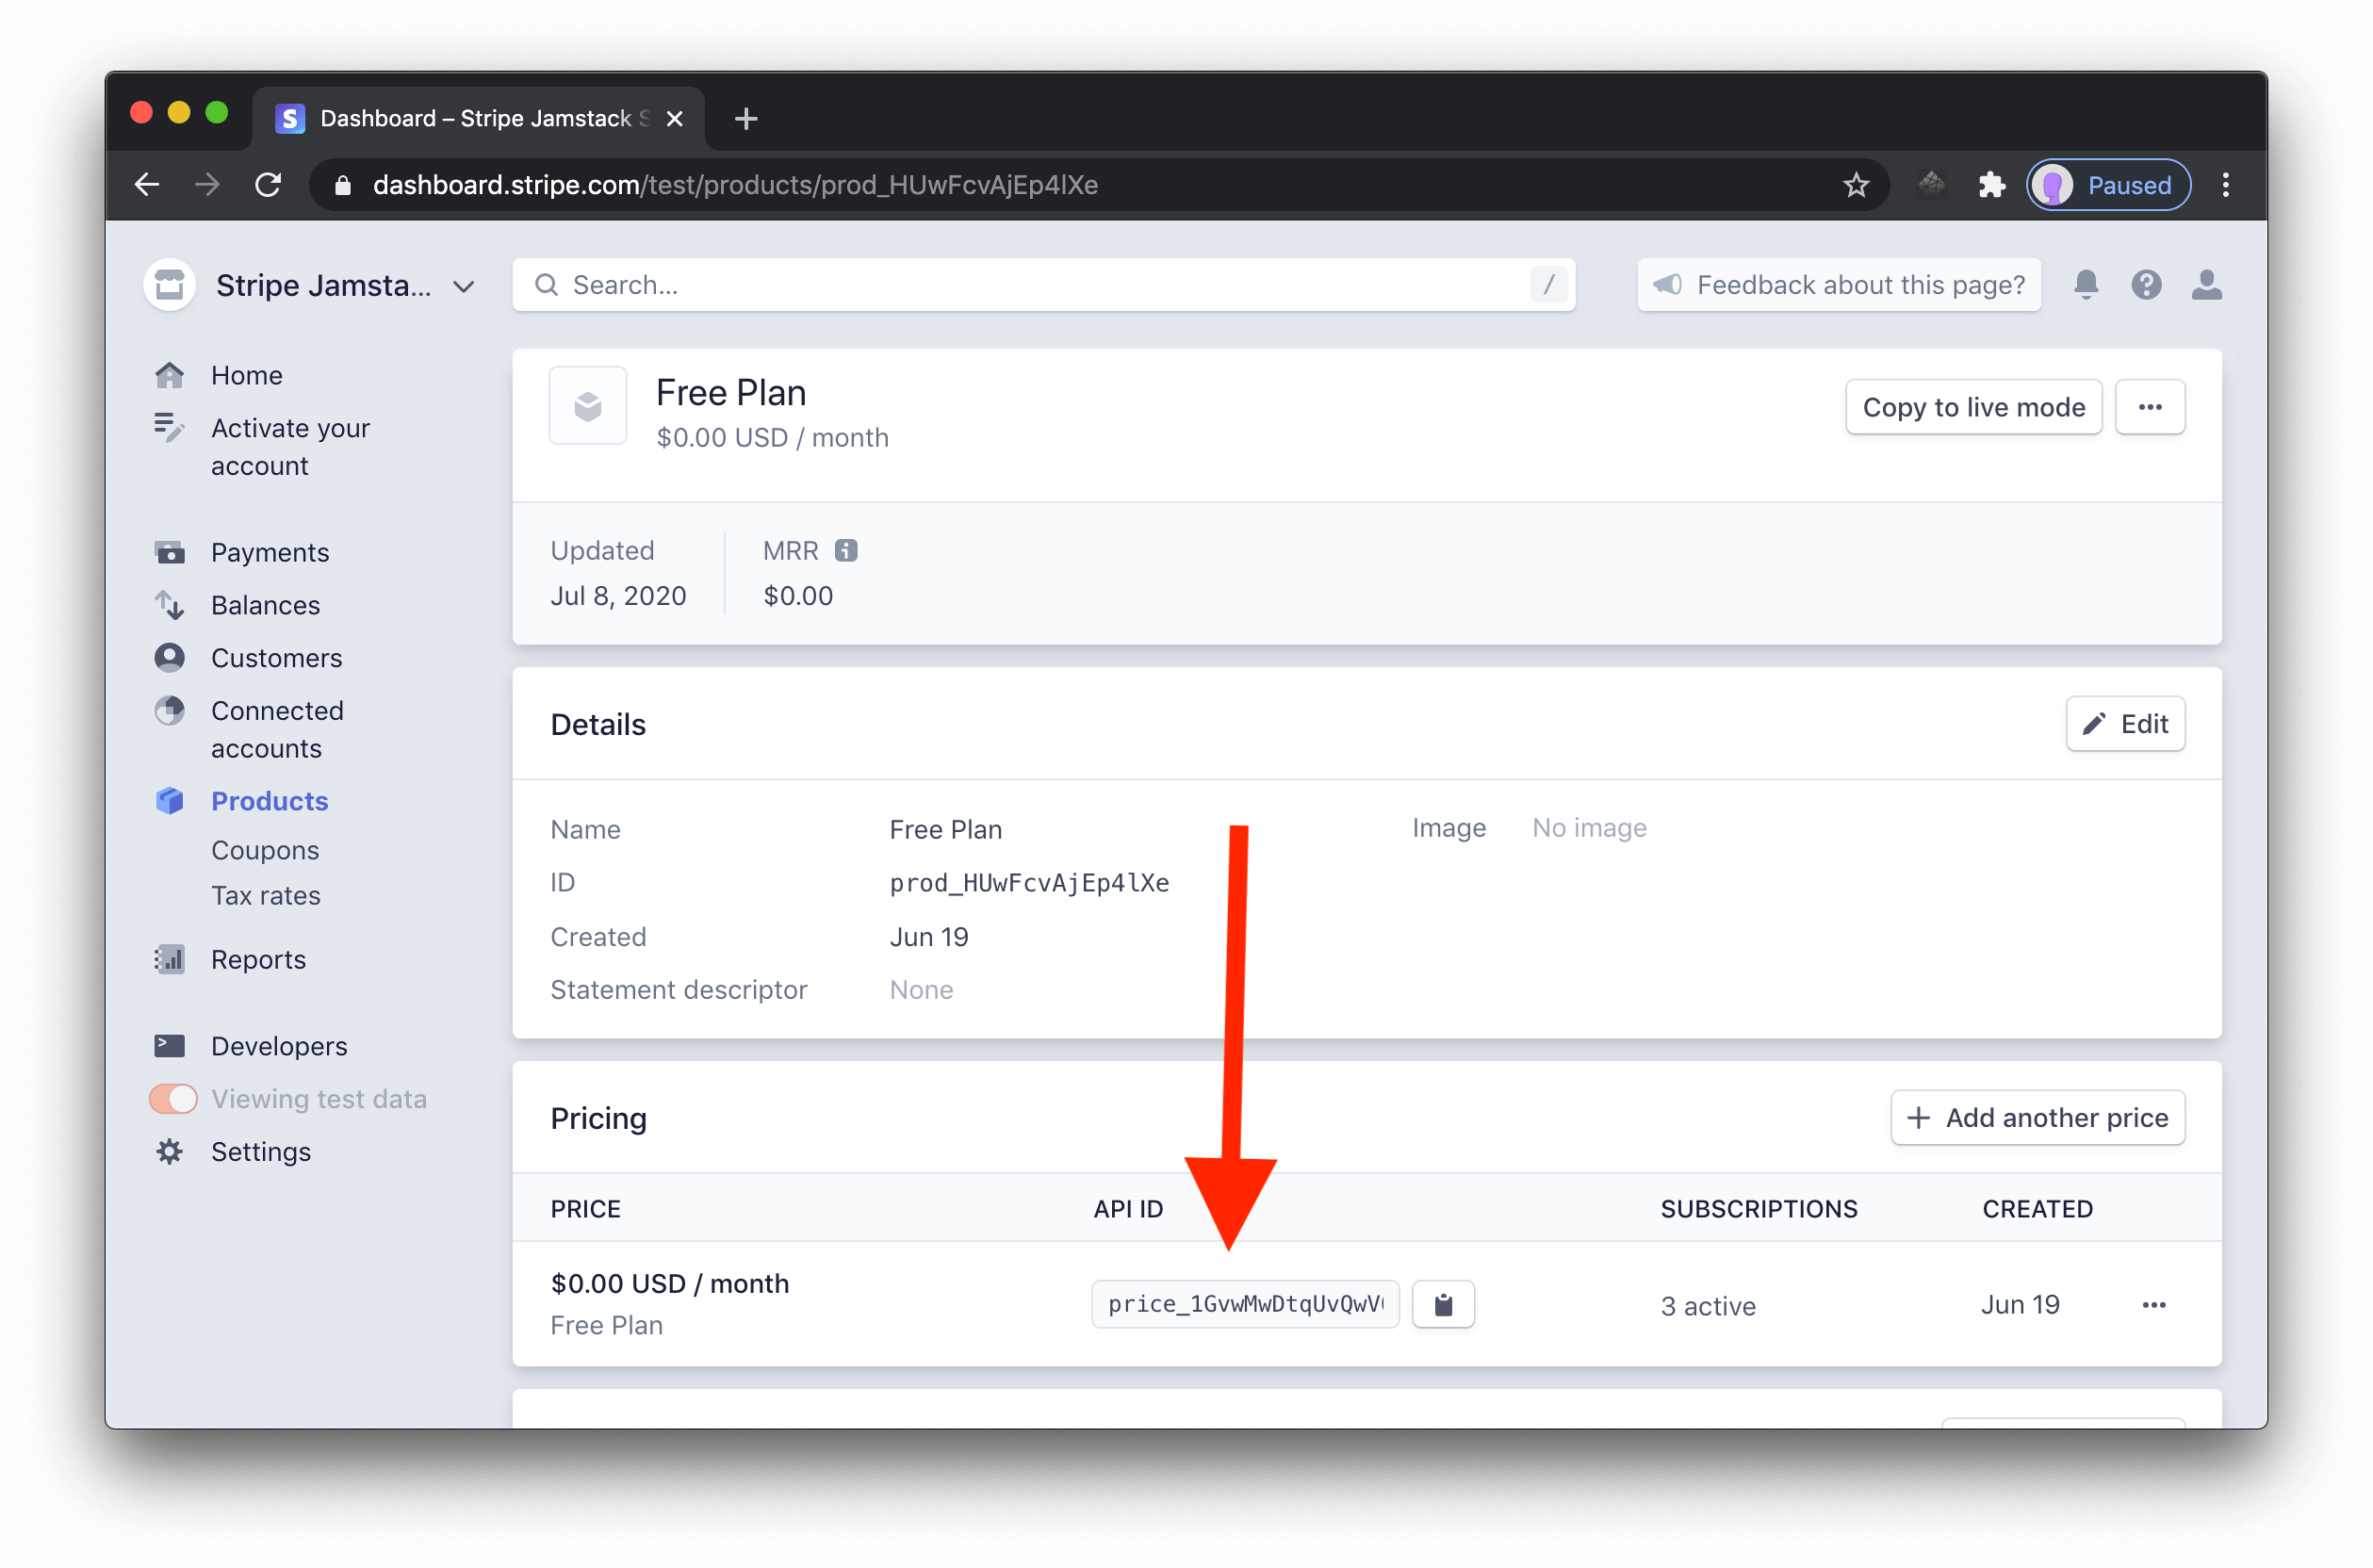 Dashboard – Stripe Jamstack S
dashboard.stripe.com/test/products/prod_HUwFcvAjEp4lXe
Paused
Stripe Jamsta...
Search...
/
Feedback about this page?
Home
Activate your
account
Payments
Balances
Customers
Connected
accounts
Products
Coupons
Tax rates
Reports
Developers
Viewing test data
Settings
Free Plan
$0.00 USD / month
Copy to live mode
Updated
MRR
Jul 8, 2020
$0.00
Details
Edit
Name
Free Plan
Image
No image
ID
prod_HUwFcvAjEp4lXe
Created
Jun 19
Statement descriptor
None
Pricing
Add another price
PRICE
API ID
SUBSCRIPTIONS
CREATED
$0.00 USD / month
Free Plan
price_1GvwMwDtqUvQwV
3 active
Jun 19